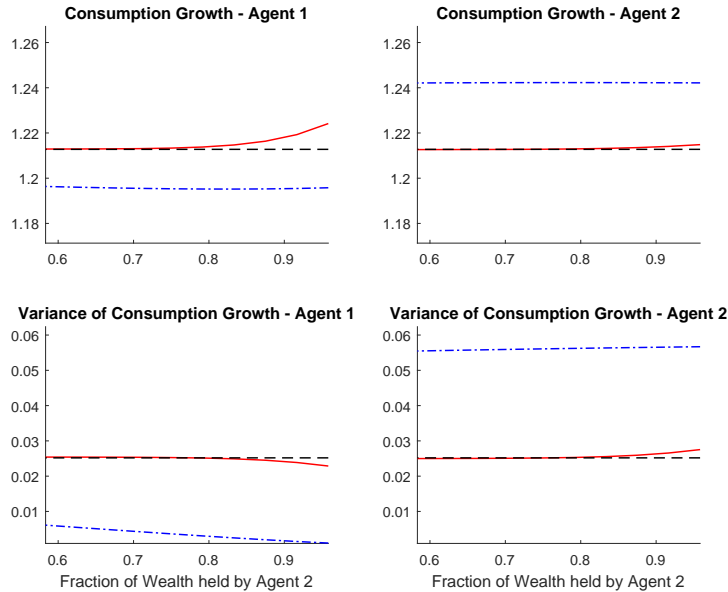 Consumption Growth - Agent 1
1.26
1.24
1.22
1.2
1.18
0.6 0.7 0.8 0.9
Consumption Growth - Agent 2
1.26
1.24
1.22
1.2
1.18
0.6 0.7 0.8 0.9
Variance of Consumption Growth - Agent 1
0.06
0.05
0.04
0.03
0.02
0.01
0.6 0.7 0.8 0.9
Fraction of Wealth held by Agent 2
Variance of Consumption Growth - Agent 2
0.06
0.05
0.04
0.03
0.02
0.01
0.6 0.7 0.8 0.9
Fraction of Wealth held by Agent 2